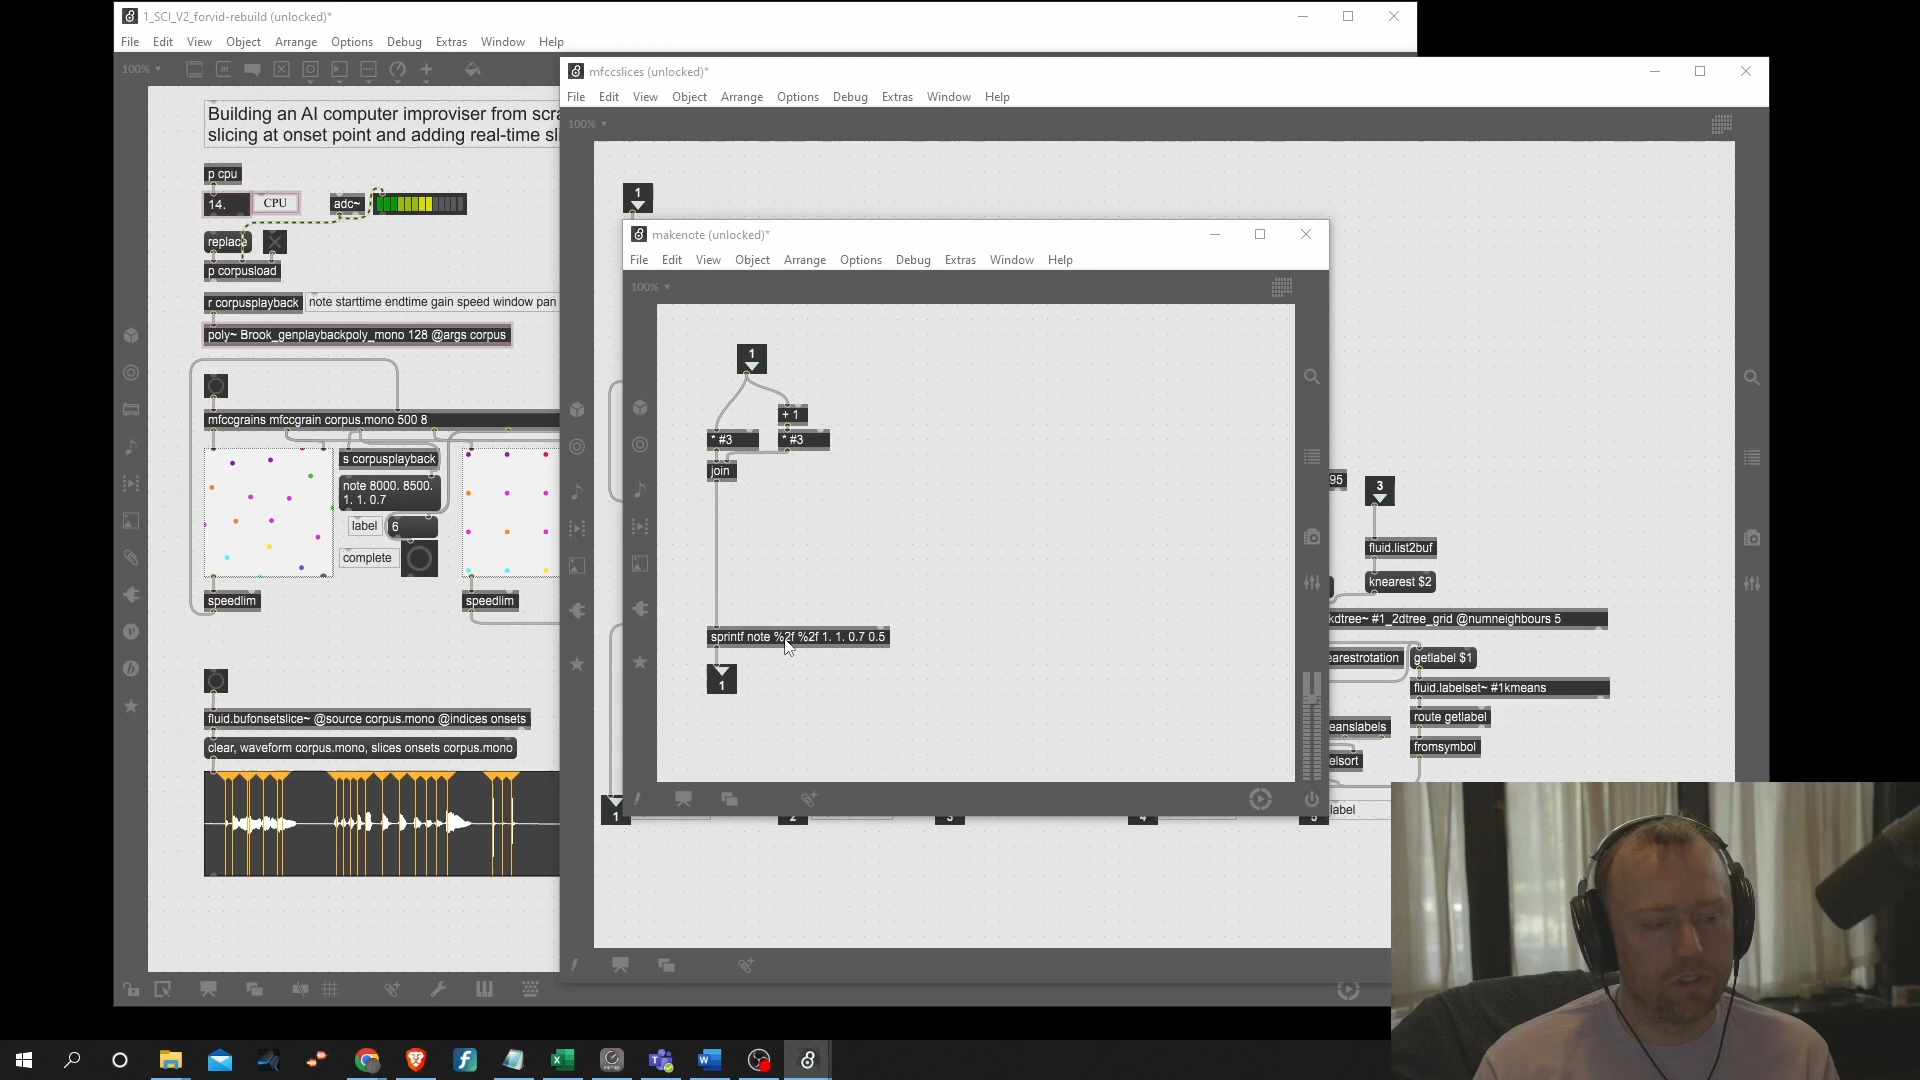 1_SCI_V2_forvid-rebuild (unlocked)*
File Edit View Object Arrange Options Debug Extras Window Help
100%
Building an AI computer improviser from scra
slicing at onset point and adding real-time sl
p cpu
14.
CPU
adc~
replace
p corpusload
r corpusplayback
note starttime endtime gain speed window pan
poly~ Brook_genplaybackpoly_mono 128 @args corpus
mfccgrains mfccgrain corpus.mono 500 8
s corpusplayback
note 8000. 8500.
1. 1. 0.7
label
6
complete
speedlim
speedlim
fluid.bufonsetslice~ @source corpus.mono @indices onsets
clear, waveform corpus.mono, slices onsets corpus.mono
mfccslices (unlocked)*
File Edit View Object Arrange Options Debug Extras Window Help
100%
1
makenote (unlocked)*
File Edit View Object Arrange Options Debug Extras Window Help
100%
1
+ 1
* #3
* #3
join
sprintf note %2f %2f 1. 1. 0.7 0.5
1
95
3
fluid.list2buf
knearest $2
kdtree~ #1_2dtree_grid @numneighbours 5
earestrotation
getlabel $1
fluid.labelset~ #1kmeans
eanslabels
route getlabel
elsort
fromsymbol
1
2
3
4
5
label